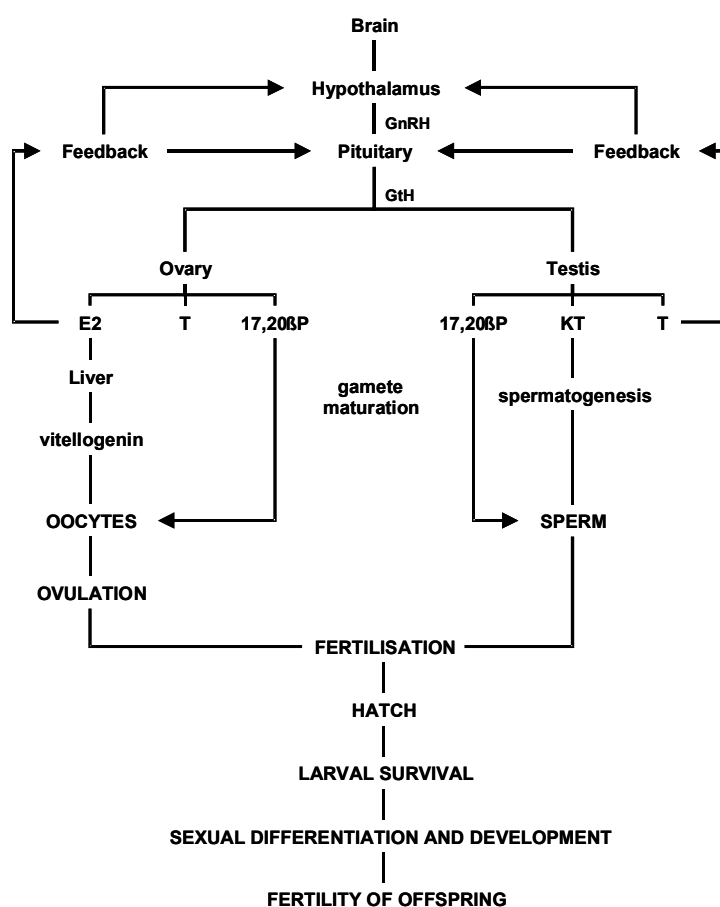 Brain
Hypothalamus
GnRH
Feedback
Pituitary
Feedback
GtH
Ovary
Testis
E2
T
17,20ßP
17,20ßP
KT
T
Liver
gamete
maturation
spermatogenesis
vitellogenin
OOCYTES
SPERM
OVULATION
FERTILISATION
HATCH
LARVAL SURVIVAL
SEXUAL DIFFERENTIATION AND DEVELOPMENT
FERTILITY OF OFFSPRING